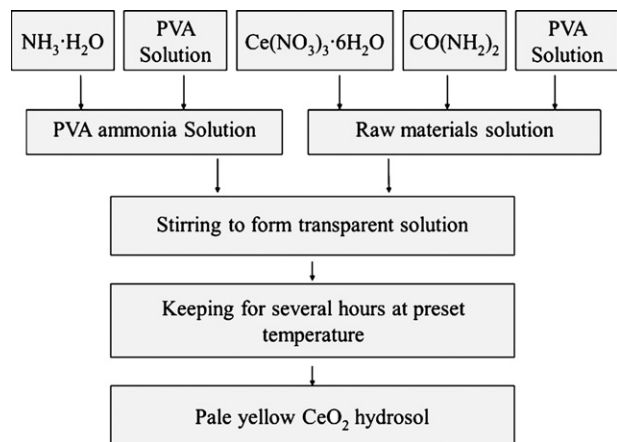 NH₃·H₂O
PVA
Solution
Ce(NO₃)₃·6H₂O
CO(NH₂)₂
PVA
Solution
PVA ammonia Solution
Raw materials solution
Stirring to form transparent solution
Keeping for several hours at preset
temperature
Pale yellow CeO₂ hydrosol